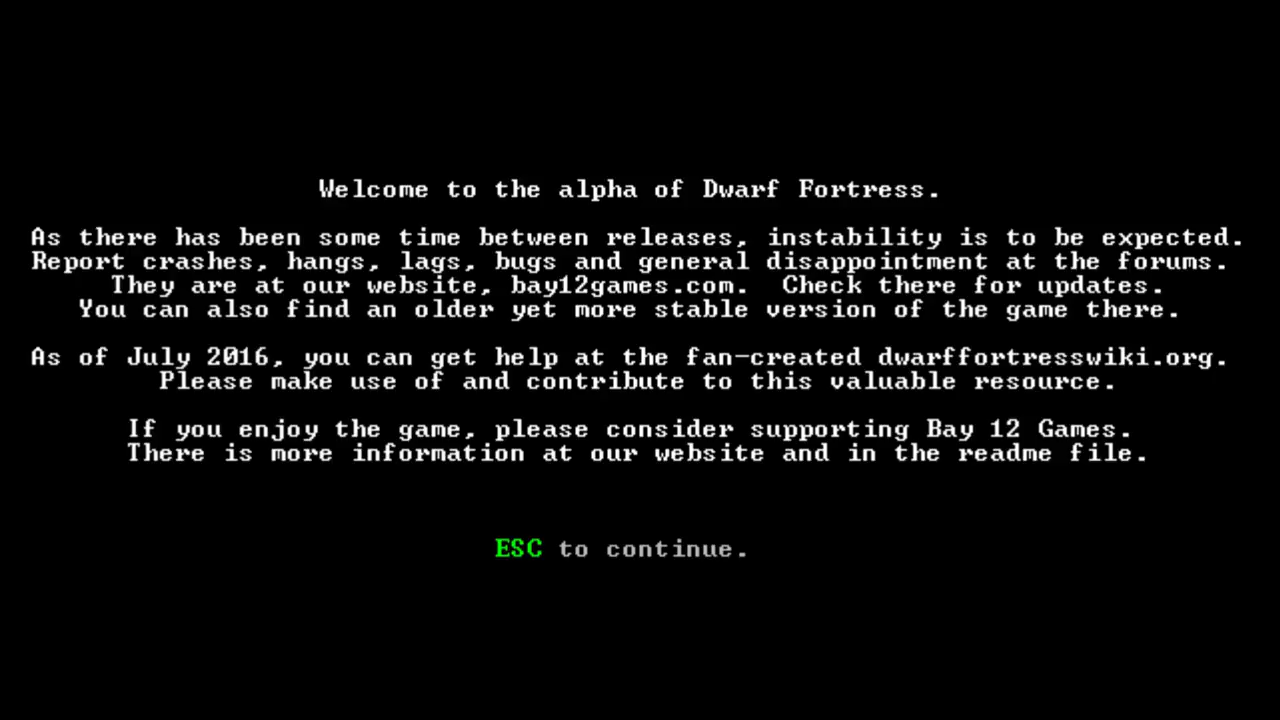 Welcome to the alpha of Dwarf Fortress.
As there has been some time between releases, instability is to be expected.
Report crashes, hangs, lags, bugs and general disappointment at the forums.
They are at our website, bay12games.com.  Check there for updates.
You can also find an older yet more stable version of the game there.
As of July 2016, you can get help at the fan-created dwarffortresswiki.org.
Please make use of and contribute to this valuable resource.
If you enjoy the game, please consider supporting Bay 12 Games.
There is more information at our website and in the readme file.
ESC to continue.